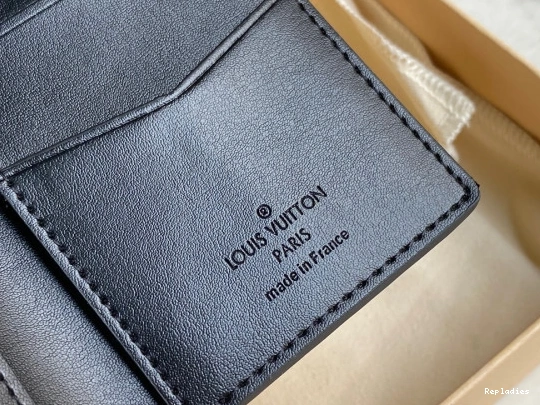 ®
LOUIS VUITTON
PARIS
made in France
Repladies